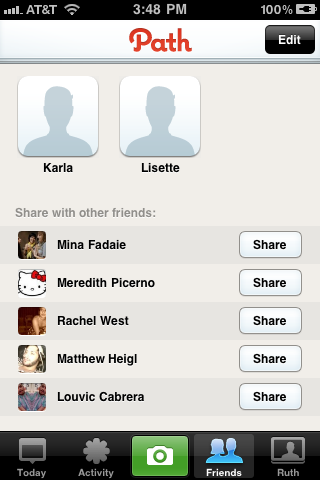 AT&T 3:48 PM 100%
Path
Edit
Karla Lisette
Share with other friends:
Mina Fadaie Share
Meredith Picerno Share
Rachel West Share
Matthew Heigl Share
Louvic Cabrera Share
Today Activity Friends Ruth